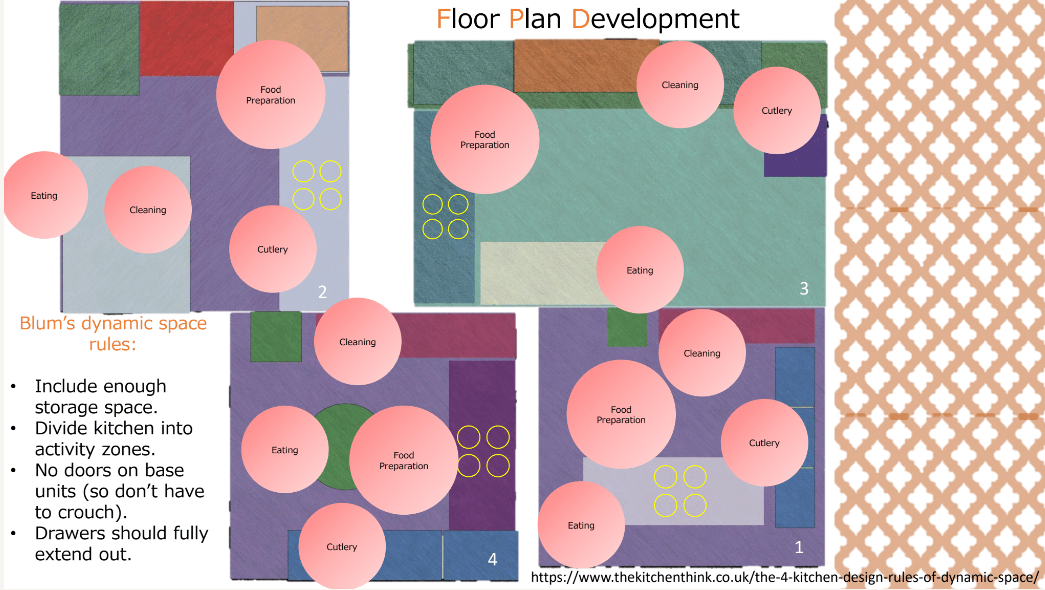 Floor Plan Development
Food
Preparation
Eating
Cleaning
Cutlery
2
Cleaning
Cutlery
Food
Preparation
Eating
3
Blum’s dynamic space
rules:
• Include enough
storage space.
• Divide kitchen into
activity zones.
• No doors on base
units (so don’t have
to crouch).
• Drawers should fully
extend out.
Cleaning
Eating
Food
Preparation
Cutlery
4
Cleaning
Food
Preparation
Cutlery
Eating
1
https://www.thekitchenthink.co.uk/the-4-kitchen-design-rules-of-dynamic-space/